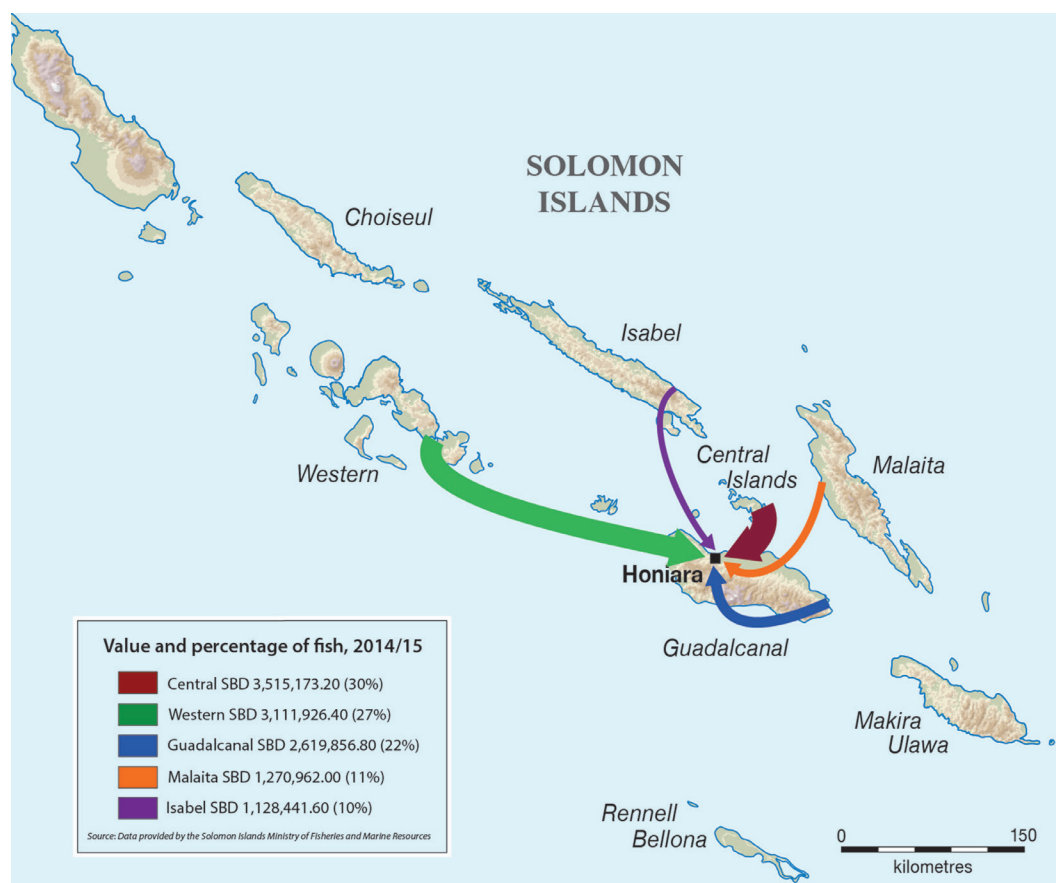 SOLOMON
ISLANDS
Choiseul
Isabel
Western
Central
Islands
Malaita
Honiara
Guadalcanal
Makira
Ulawa
Rennell
Bellona
Value and percentage of fish, 2014/15
Central SBD 3,515,173.20 (30%)
Western SBD 3,111,926.40 (27%)
Guadalcanal SBD 2,619,856.80 (22%)
Malaita SBD 1,270,962.00 (11%)
Isabel SBD 1,128,441.60 (10%)
Source: Data provided by the Solomon Islands Ministry of Fisheries and Marine Resources
0 150
kilometres